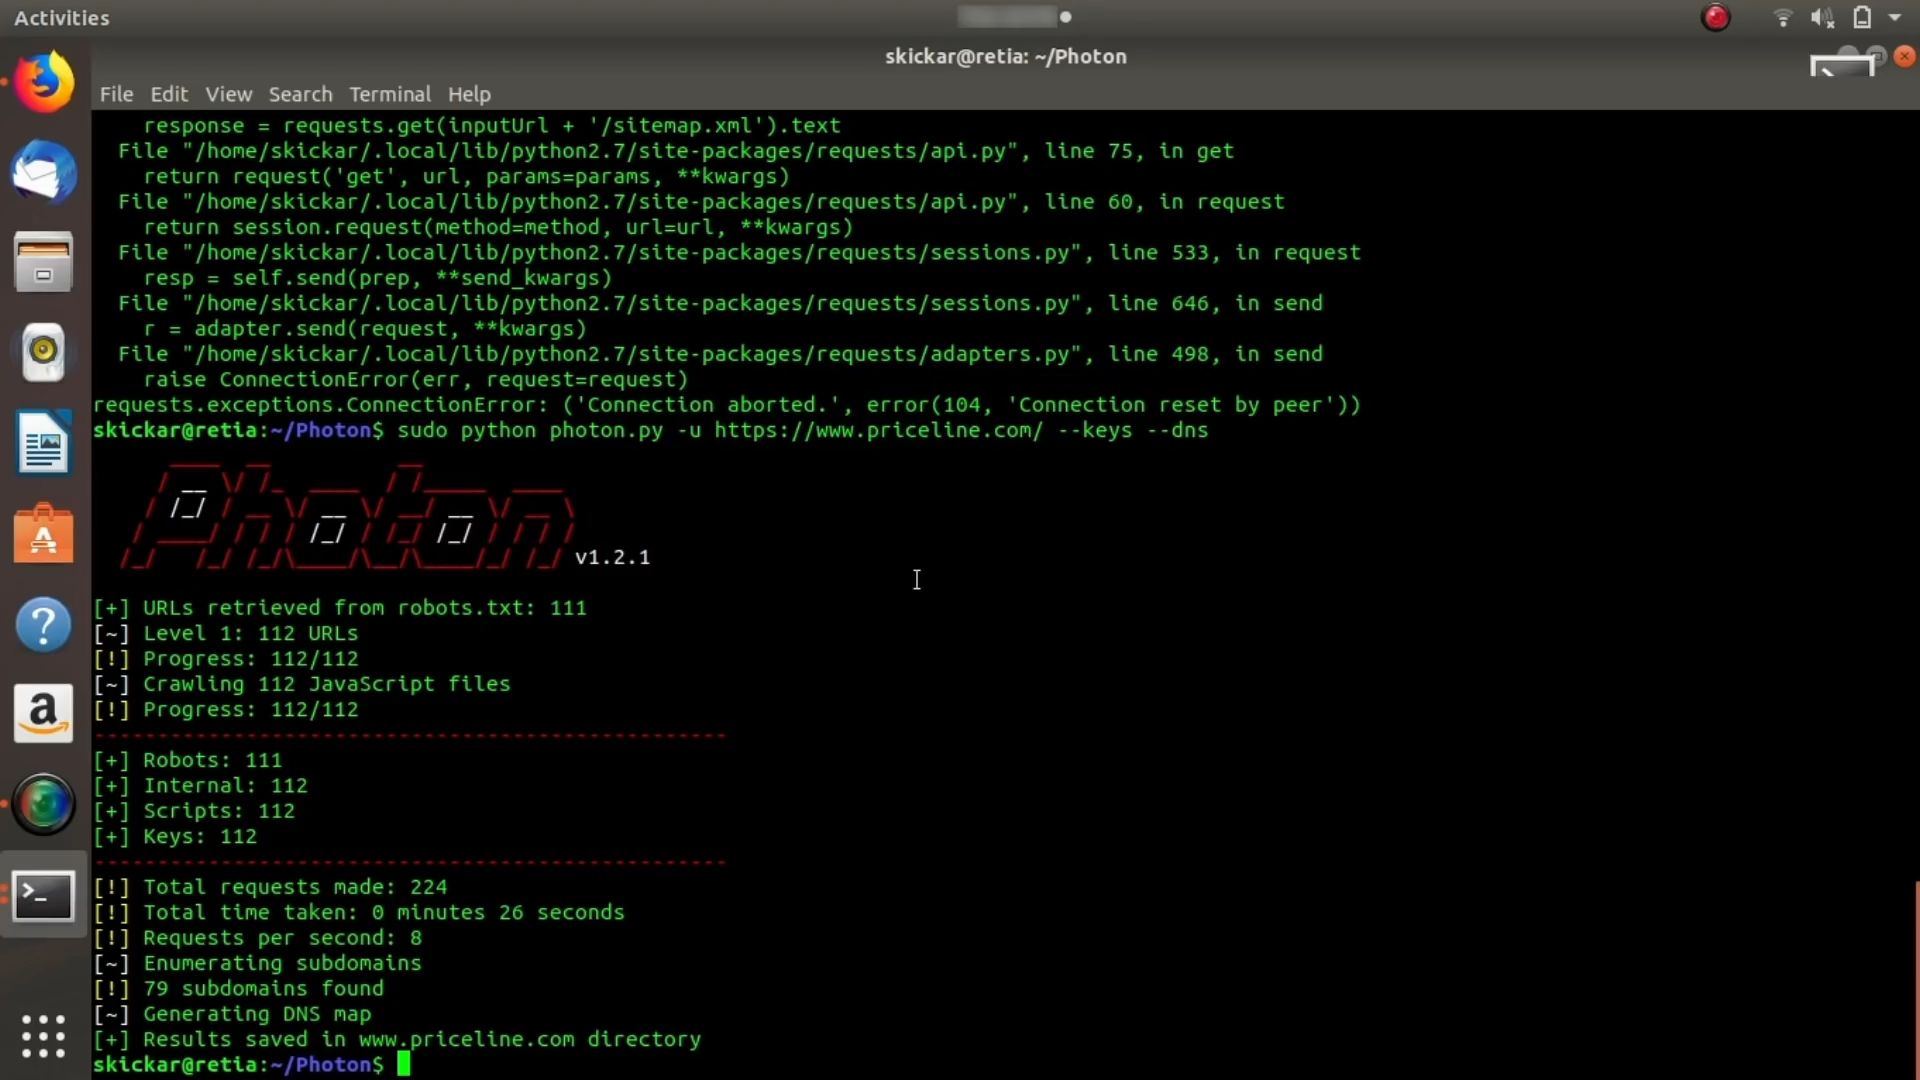 Activities
skickar@retia: ~/Photon
File Edit View Search Terminal Help
response = requests.get(inputUrl + '/sitemap.xml').text
File "/home/skickar/.local/lib/python2.7/site-packages/requests/api.py", line 75, in get
return request('get', url, params=params, **kwargs)
File "/home/skickar/.local/lib/python2.7/site-packages/requests/api.py", line 60, in request
return session.request(method=method, url=url, **kwargs)
File "/home/skickar/.local/lib/python2.7/site-packages/requests/sessions.py", line 533, in request
resp = self.send(prep, **send_kwargs)
File "/home/skickar/.local/lib/python2.7/site-packages/requests/sessions.py", line 646, in send
r = adapter.send(request, **kwargs)
File "/home/skickar/.local/lib/python2.7/site-packages/requests/adapters.py", line 498, in send
raise ConnectionError(err, request=request)
requests.exceptions.ConnectionError: ('Connection aborted.', error(104, 'Connection reset by peer'))
skickar@retia:~/Photon$ sudo python photon.py -u https://www.priceline.com/ --keys --dns
Photon
v1.2.1
[+] URLs retrieved from robots.txt: 111
[~] Level 1: 112 URLs
[!] Progress: 112/112
[~] Crawling 112 JavaScript files
[!] Progress: 112/112
[+] Robots: 111
[+] Internal: 112
[+] Scripts: 112
[+] Keys: 112
[!] Total requests made: 224
[!] Total time taken: 0 minutes 26 seconds
[!] Requests per second: 8
[~] Enumerating subdomains
[!] 79 subdomains found
[~] Generating DNS map
[+] Results saved in www.priceline.com directory
skickar@retia:~/Photon$